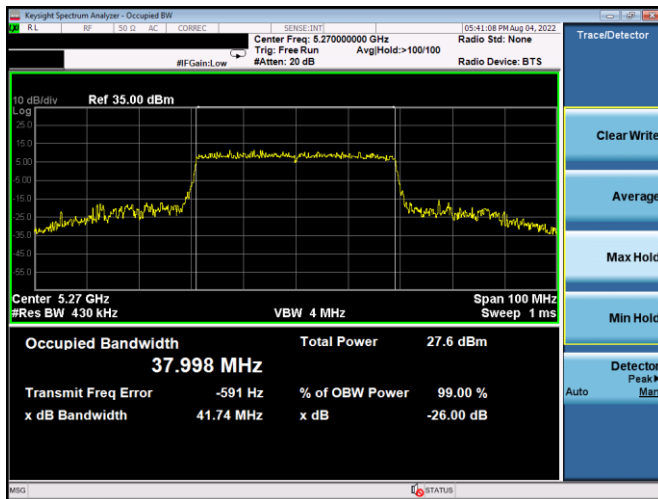 Keysight Spectrum Analyzer - Occupied BW
RL RF 50 Ω AC CORREC SENSE:INT 05:41:08 PM Aug 04, 2022
Center Freq: 5.270000000 GHz Radio Std: None
Trig: Free Run Avg|Hold:>100/100
#IFGain:Low #Atten: 20 dB Radio Device: BTS
Trace/Detector
10 dB/div Ref 35.00 dBm
Log
25.0
15.0
5.00
-5.00
-15.0
-25.0
-35.0
-45.0
-55.0
Center 5.27 GHz Span 100 MHz
#Res BW 430 kHz VBW 4 MHz Sweep 1 ms
Occupied Bandwidth Total Power 27.6 dBm
37.998 MHz
Transmit Freq Error -591 Hz % of OBW Power 99.00 %
x dB Bandwidth 41.74 MHz x dB -26.00 dB
Clear Write
Average
Max Hold
Min Hold
Detector
Peak▶
Auto Man
MSG STATUS